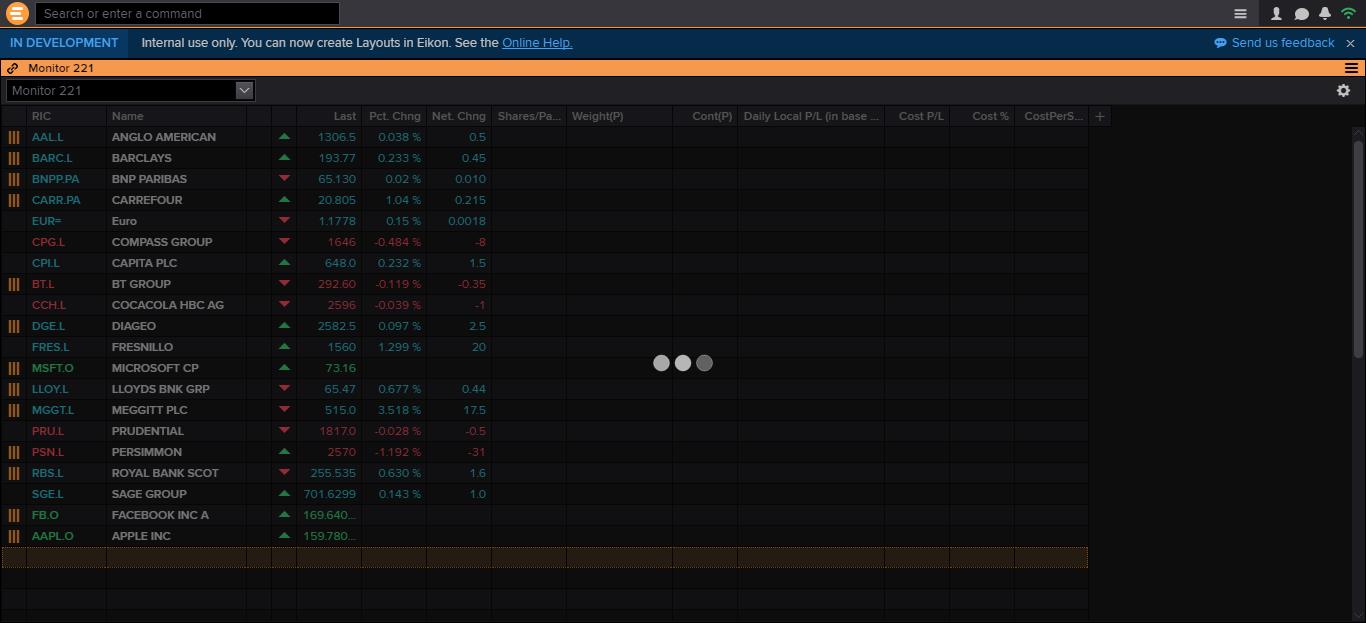 Search or enter a command
IN DEVELOPMENT Internal use only. You can now create Layouts in Eikon. See the Online Help. Send us feedback
Monitor 221
Monitor 221
RIC Name Last Pct. Chng Net. Chng Shares/Pa... Weight(P) Cont(P) Daily Local P/L (in base ... Cost P/L Cost % CostPerS... +
AAL.L ANGLO AMERICAN 1306.5 0.038 % 0.5
BARC.L BARCLAYS 193.77 0.233 % 0.45
BNPP.PA BNP PARIBAS 65.130 0.02 % 0.010
CARR.PA CARREFOUR 20.805 1.04 % 0.215
EUR= Euro 1.1778 0.15 % 0.0018
CPG.L COMPASS GROUP 1646 -0.484 % -8
CPI.L CAPITA PLC 648.0 0.232 % 1.5
BT.L BT GROUP 292.60 -0.119 % -0.35
CCH.L COCACOLA HBC AG 2596 -0.039 % -1
DGE.L DIAGEO 2582.5 0.097 % 2.5
FRES.L FRESNILLO 1560 1.299 % 20
MSFT.O MICROSOFT CP 73.16
LLOY.L LLOYDS BNK GRP 65.47 0.677 % 0.44
MGGT.L MEGGITT PLC 515.0 3.518 % 17.5
PRU.L PRUDENTIAL 1817.0 -0.028 % -0.5
PSN.L PERSIMMON 2570 -1.192 % -31
RBS.L ROYAL BANK SCOT 255.535 0.630 % 1.6
SGE.L SAGE GROUP 701.6299 0.143 % 1.0
FB.O FACEBOOK INC A 169.640...
AAPL.O APPLE INC 159.780...